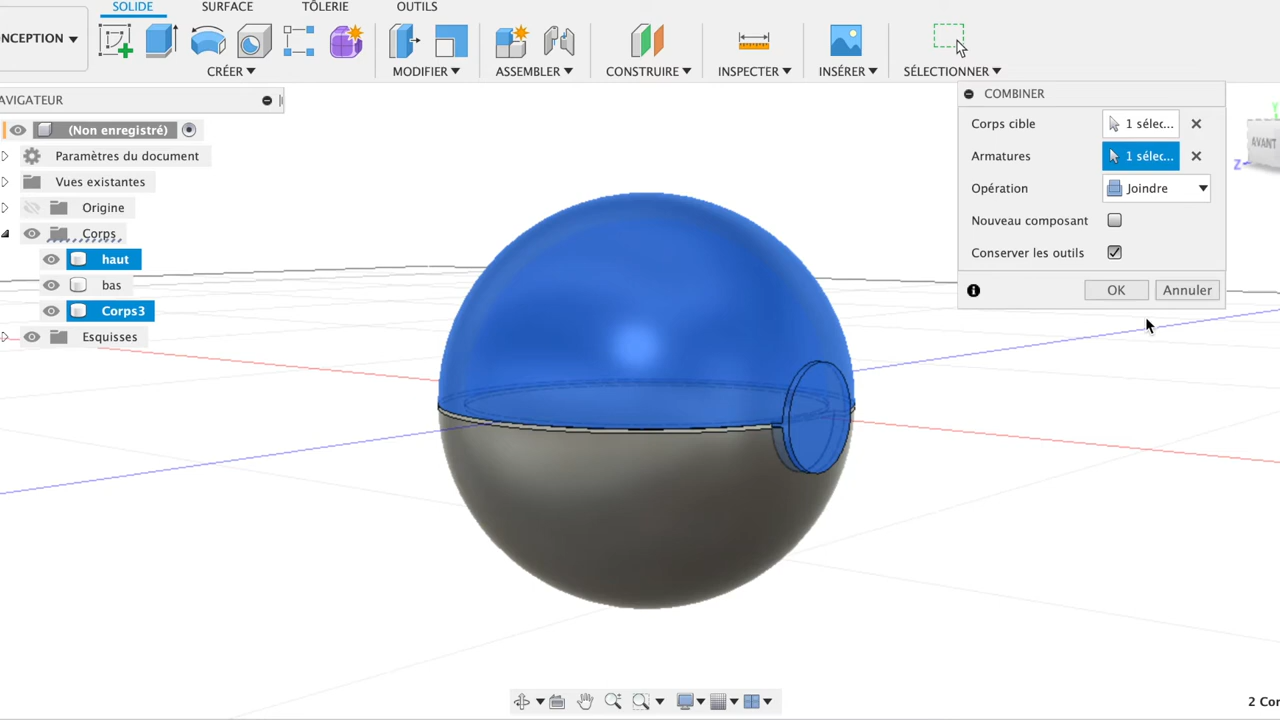 SOLIDE SURFACE TÔLERIE OUTILS
NCEPTION
CRÉER MODIFIER ASSEMBLER CONSTRUIRE INSPECTER INSÉRER SÉLECTIONNER
AVIGATEUR
(Non enregistré)
Paramètres du document
Vues existantes
Origine
Corps
haut
bas
Corps3
Esquisses
COMBINER
Corps cible 1 sélec...
Armatures 1 sélec...
Opération Joindre
Nouveau composant
Conserver les outils
OK Annuler
Y
AVANT
Z
2 Cor